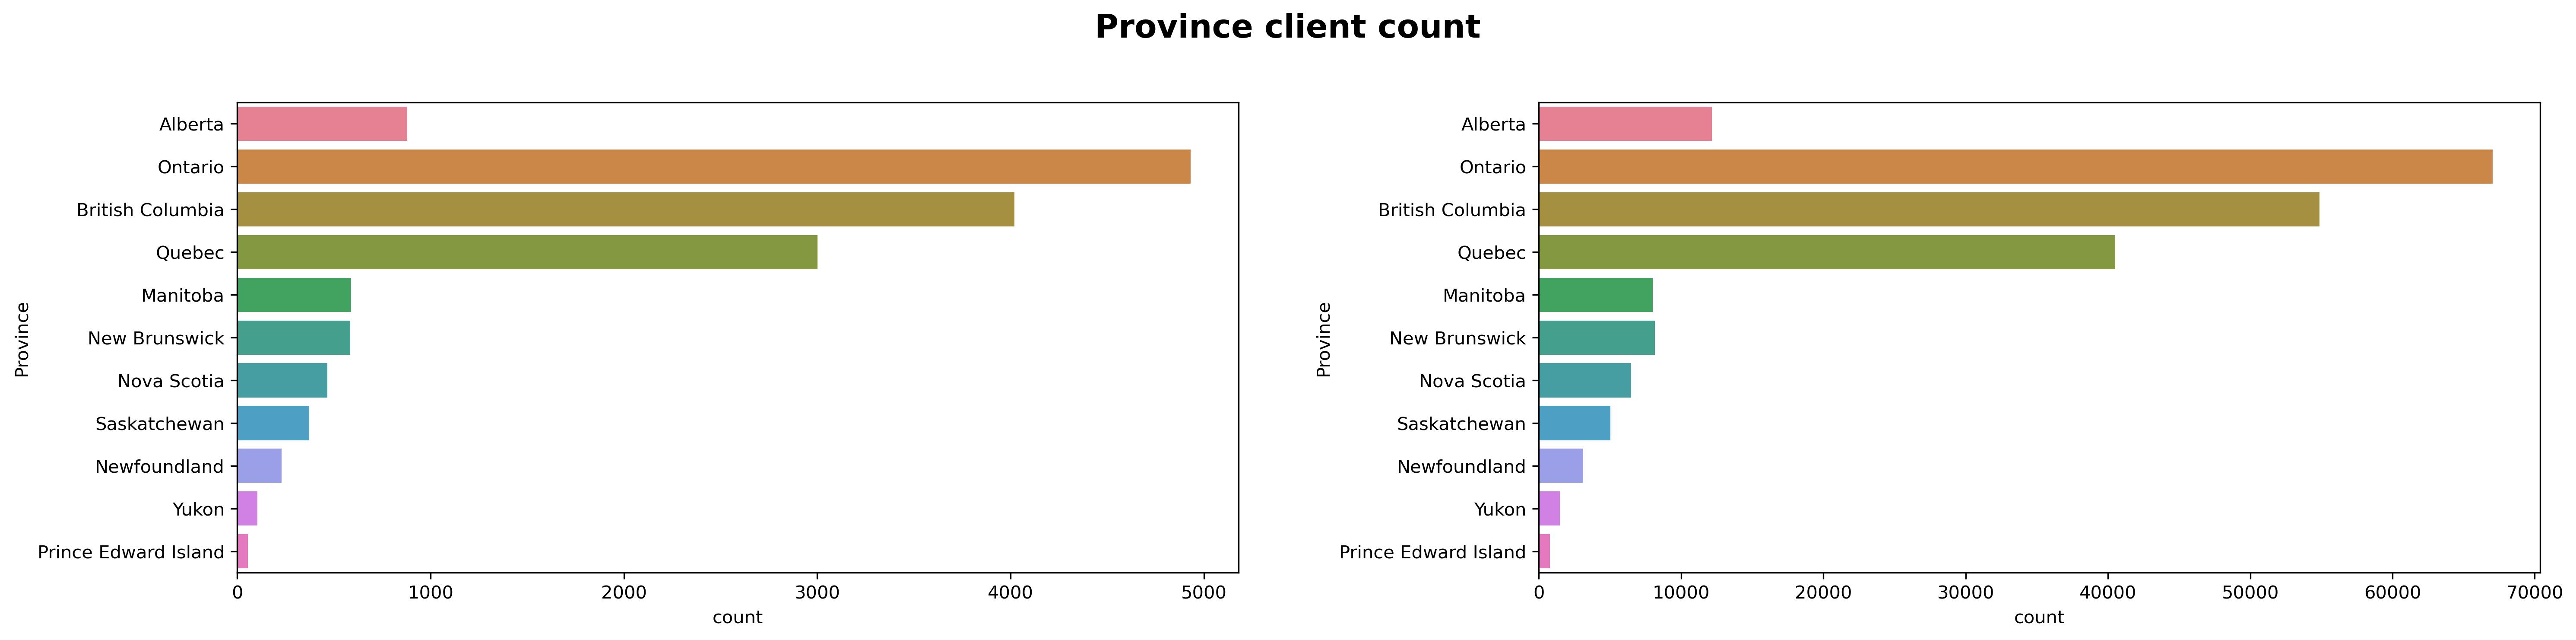 Province client count
Province
Alberta
Ontario
British Columbia
Quebec
Manitoba
New Brunswick
Nova Scotia
Saskatchewan
Newfoundland
Yukon
Prince Edward Island
0 1000 2000 3000 4000 5000
count
Province
Alberta
Ontario
British Columbia
Quebec
Manitoba
New Brunswick
Nova Scotia
Saskatchewan
Newfoundland
Yukon
Prince Edward Island
0 10000 20000 30000 40000 50000 60000 70000
count